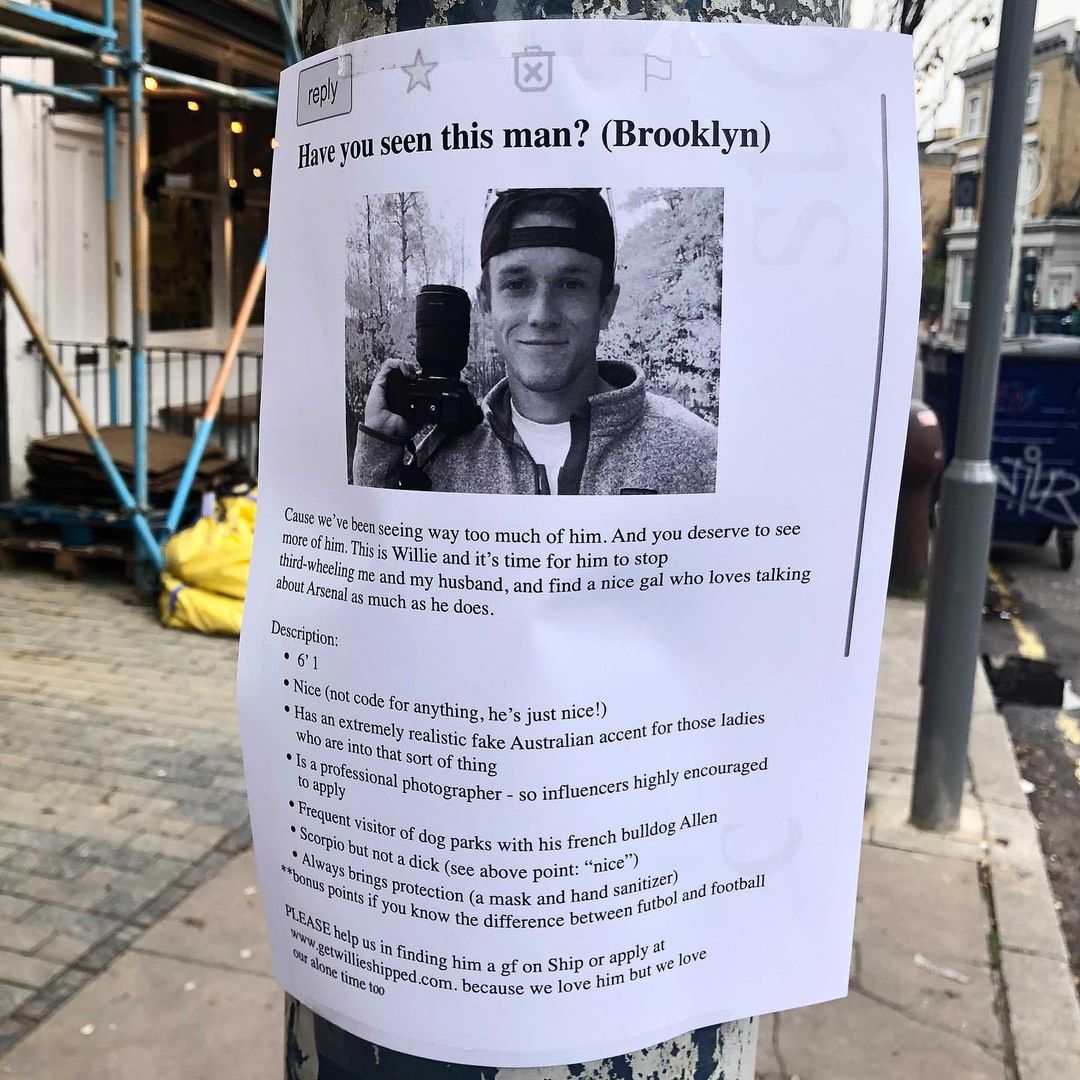 reply
Have you seen this man? (Brooklyn)
Cause we've been seeing way too much of him. And you deserve to see
more of him. This is Willie and it's time for him to stop
third-wheeling me and my husband, and find a nice gal who loves talking
about Arsenal as much as he does.
Description:
• 6' 1
• Nice (not code for anything, he's just nice!)
• Has an extremely realistic fake Australian accent for those ladies
who are into that sort of thing
• Is a professional photographer - so influencers highly encouraged
to apply
• Frequent visitor of dog parks with his french bulldog Allen
• Scorpio but not a dick (see above point: “nice”)
• Always brings protection (a mask and hand sanitizer)
**bonus points if you know the difference between futbol and football
PLEASE help us in finding him a gf on Ship or apply at
www.getwillieshipped.com. because we love him but we love
our alone time too